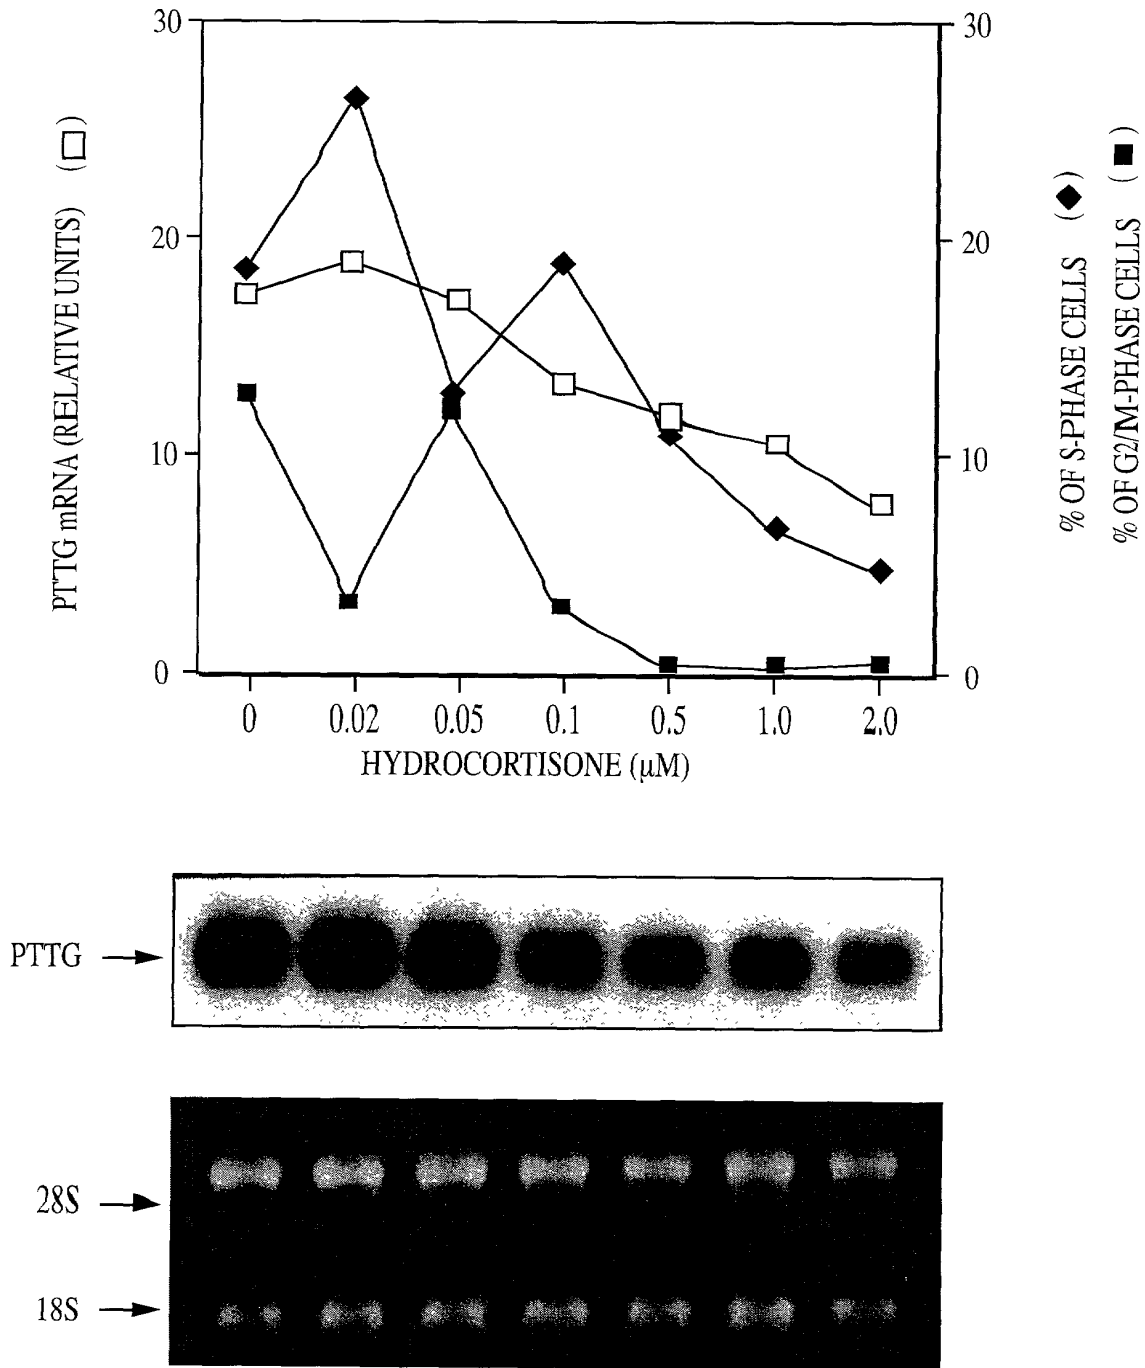 30
20
10
0
PTTG mRNA (RELATIVE UNITS) (□)
30
20
10
0
% OF S-PHASE CELLS (◆)
% OF G2/M-PHASE CELLS (■)
0 0.02 0.05 0.1 0.5 1.0 2.0
HYDROCORTISONE (μM)
PTTG
28S
18S